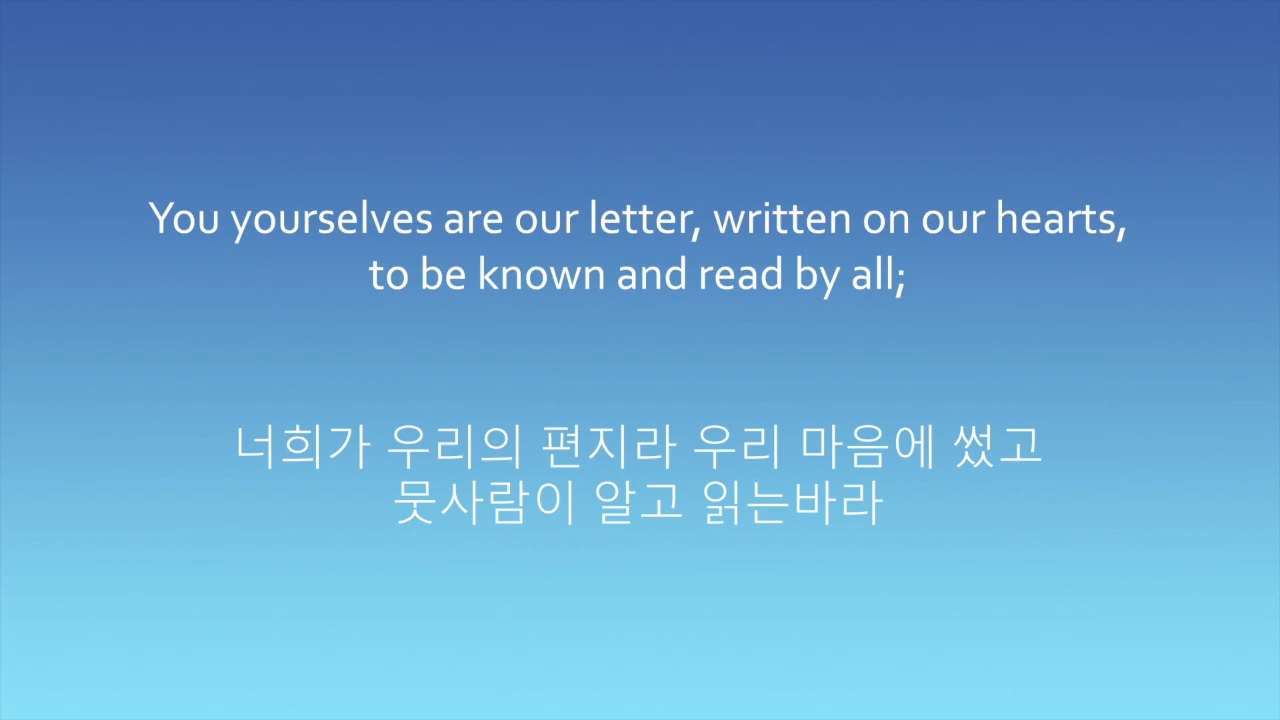 You yourselves are our letter, written on our hearts,
to be known and read by all;
너희가 우리의 편지라 우리 마음에 썼고
뭇사람이 알고 읽는바라